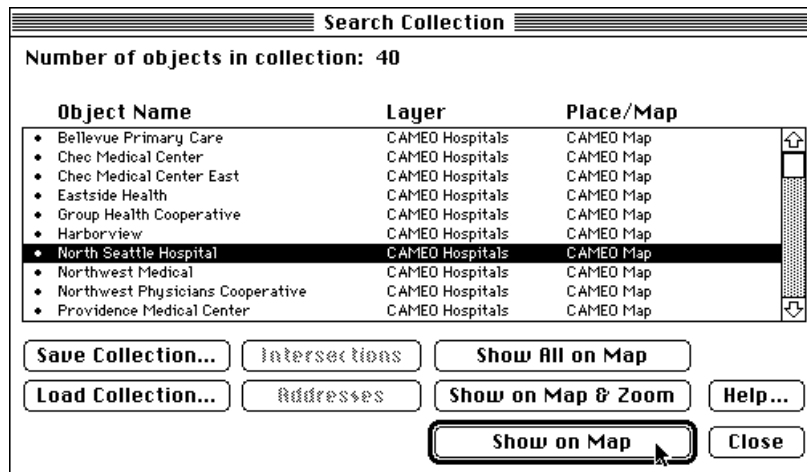 Search Collection
Number of objects in collection: 40
Object Name Layer Place/Map
• Bellevue Primary Care CAMEO Hospitals CAMEO Map
• Chec Medical Center CAMEO Hospitals CAMEO Map
• Chec Medical Center East CAMEO Hospitals CAMEO Map
• Eastside Health CAMEO Hospitals CAMEO Map
• Group Health Cooperative CAMEO Hospitals CAMEO Map
• Harborview CAMEO Hospitals CAMEO Map
• North Seattle Hospital CAMEO Hospitals CAMEO Map
• Northwest Medical CAMEO Hospitals CAMEO Map
• Northwest Physicians Cooperative CAMEO Hospitals CAMEO Map
• Providence Medical Center CAMEO Hospitals CAMEO Map
Save Collection... Intersections Show All on Map
Load Collection... Addresses Show on Map & Zoom Help...
Show on Map Close